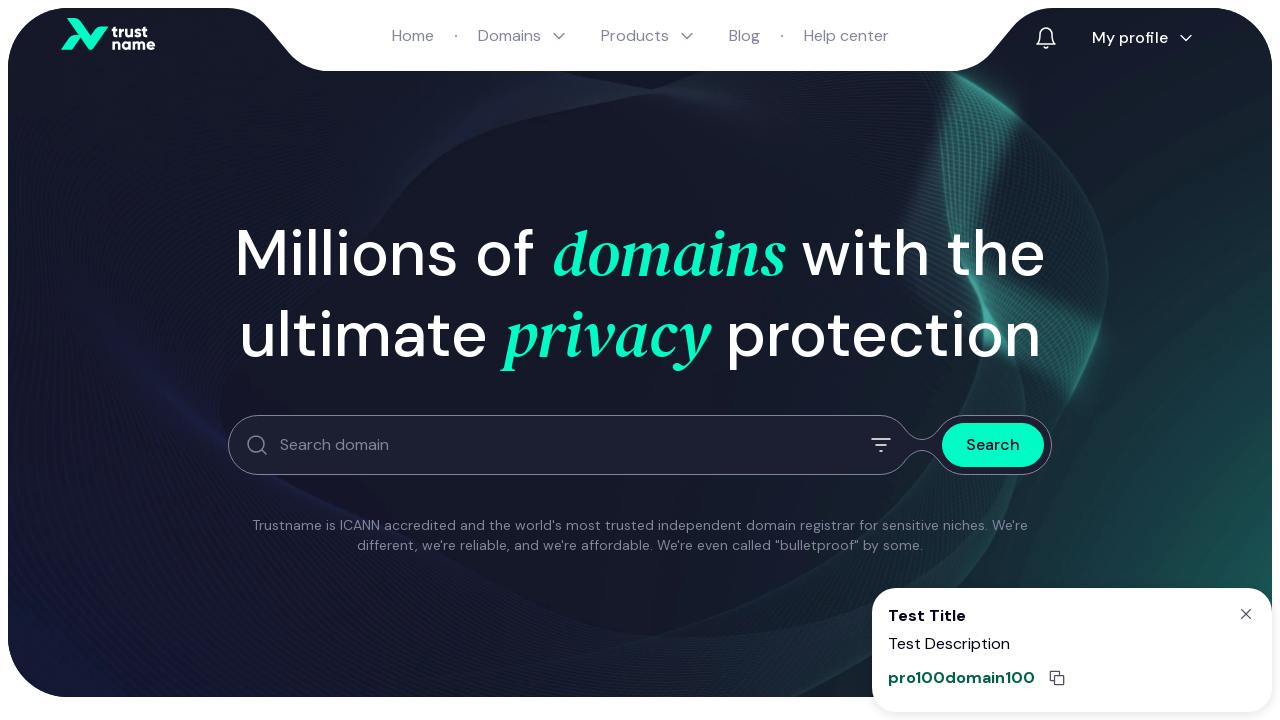 trust
name
Home · Domains Products Blog · Help center
My profile
Millions of domains with the
ultimate privacy protection
Search domain
Search
Trustname is ICANN accredited and the world's most trusted independent domain registrar for sensitive niches. We're
different, we're reliable, and we're affordable. We're even called "bulletproof" by some.
Test Title
Test Description
pro100domain100